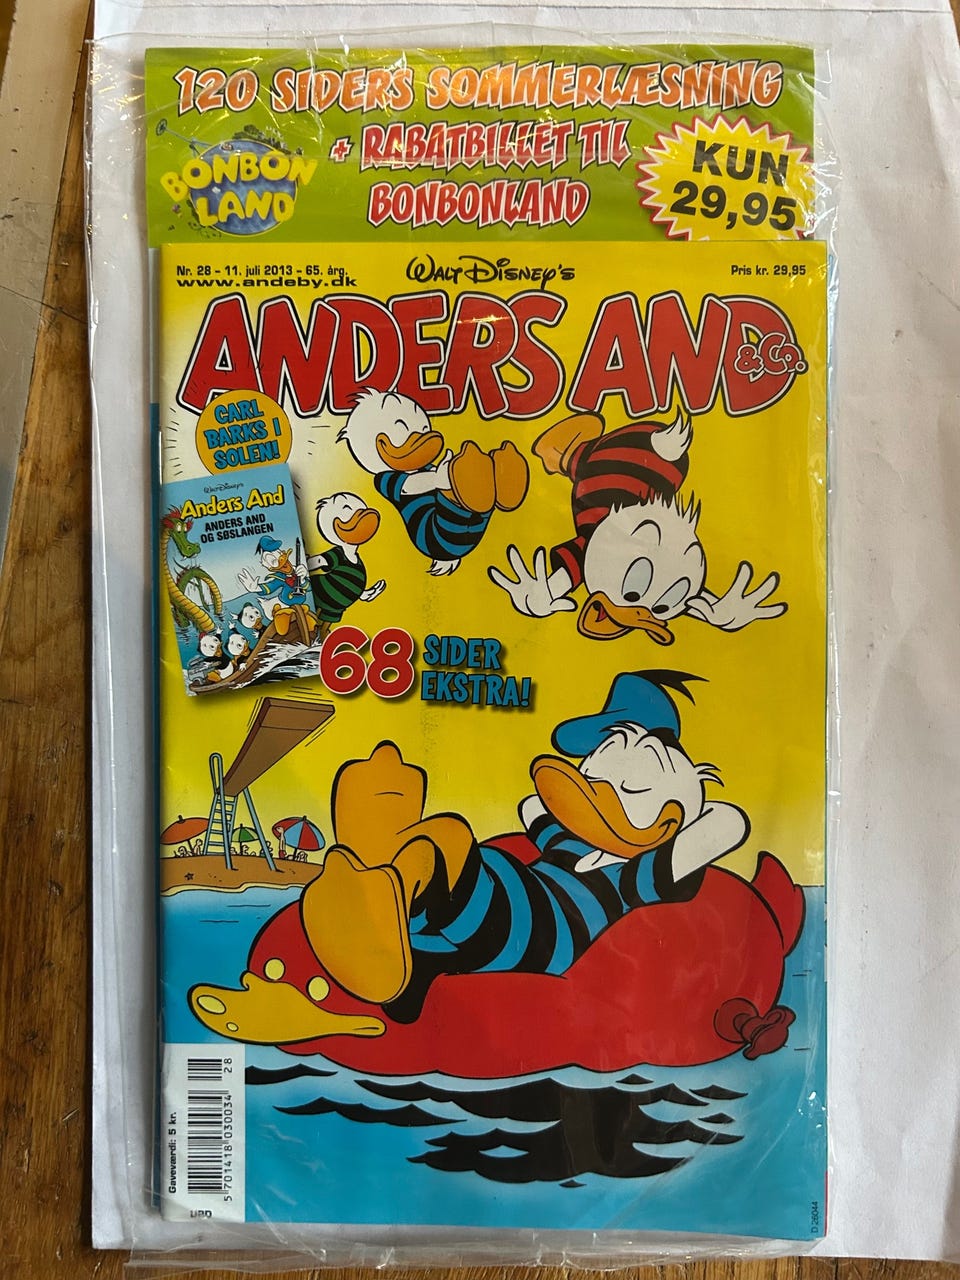 120 SIDERS SOMMERLÆSNING
+ RABATBILLET TIL
BONBONLAND
BONBON
LAND
KUN
29,95
Nr. 28 - 11. juli 2013 - 65. årg.
www.andeby.dk
WALT DISNEY'S
Pris kr. 29,95
ANDERS AND
& Co.
CARL
BARKS I
SOLEN!
WALT DISNEY'S
Anders And
ANDERS AND
OG SØSLANGEN
68 SIDER
EKSTRA!
Gaveværdi: 5 kr.
5 701418 030034
28
UPD
D 26044